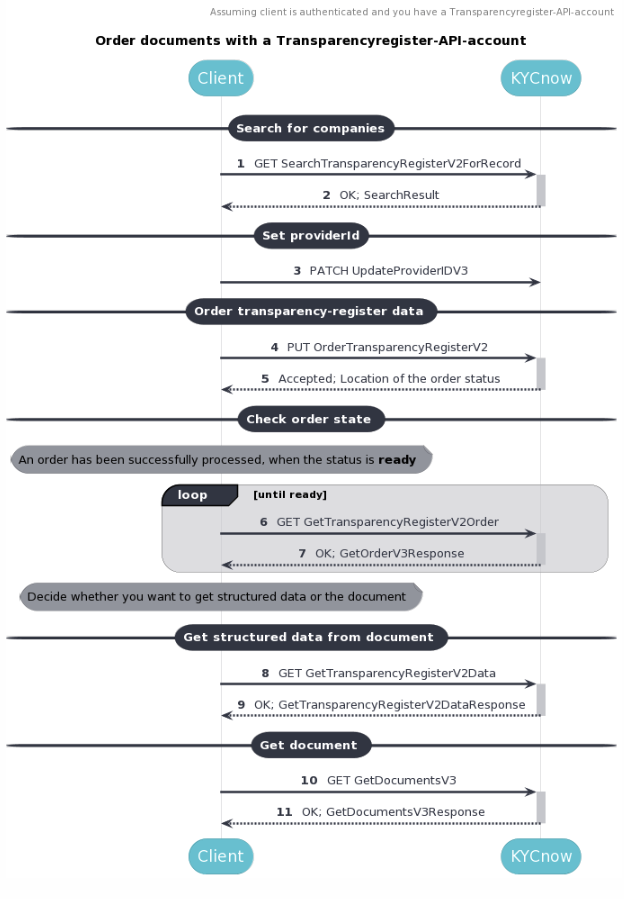 Assuming client is authenticated and you have a Transparencyregister-API-account
Order documents with a Transparencyregister-API-account
Client KYCnow
Search for companies
1 GET SearchTransparencyRegisterV2ForRecord
2 OK; SearchResult
Set providerId
3 PATCH UpdateProviderIDV3
Order transparency-register data
4 PUT OrderTransparencyRegisterV2
5 Accepted; Location of the order status
Check order state
An order has been successfully processed, when the status is ready
loop [until ready]
6 GET GetTransparencyRegisterV2Order
7 OK; GetOrderV3Response
Decide whether you want to get structured data or the document
Get structured data from document
8 GET GetTransparencyRegisterV2Data
9 OK; GetTransparencyRegisterV2DataResponse
Get document
10 GET GetDocumentsV3
11 OK; GetDocumentsV3Response
Client KYCnow